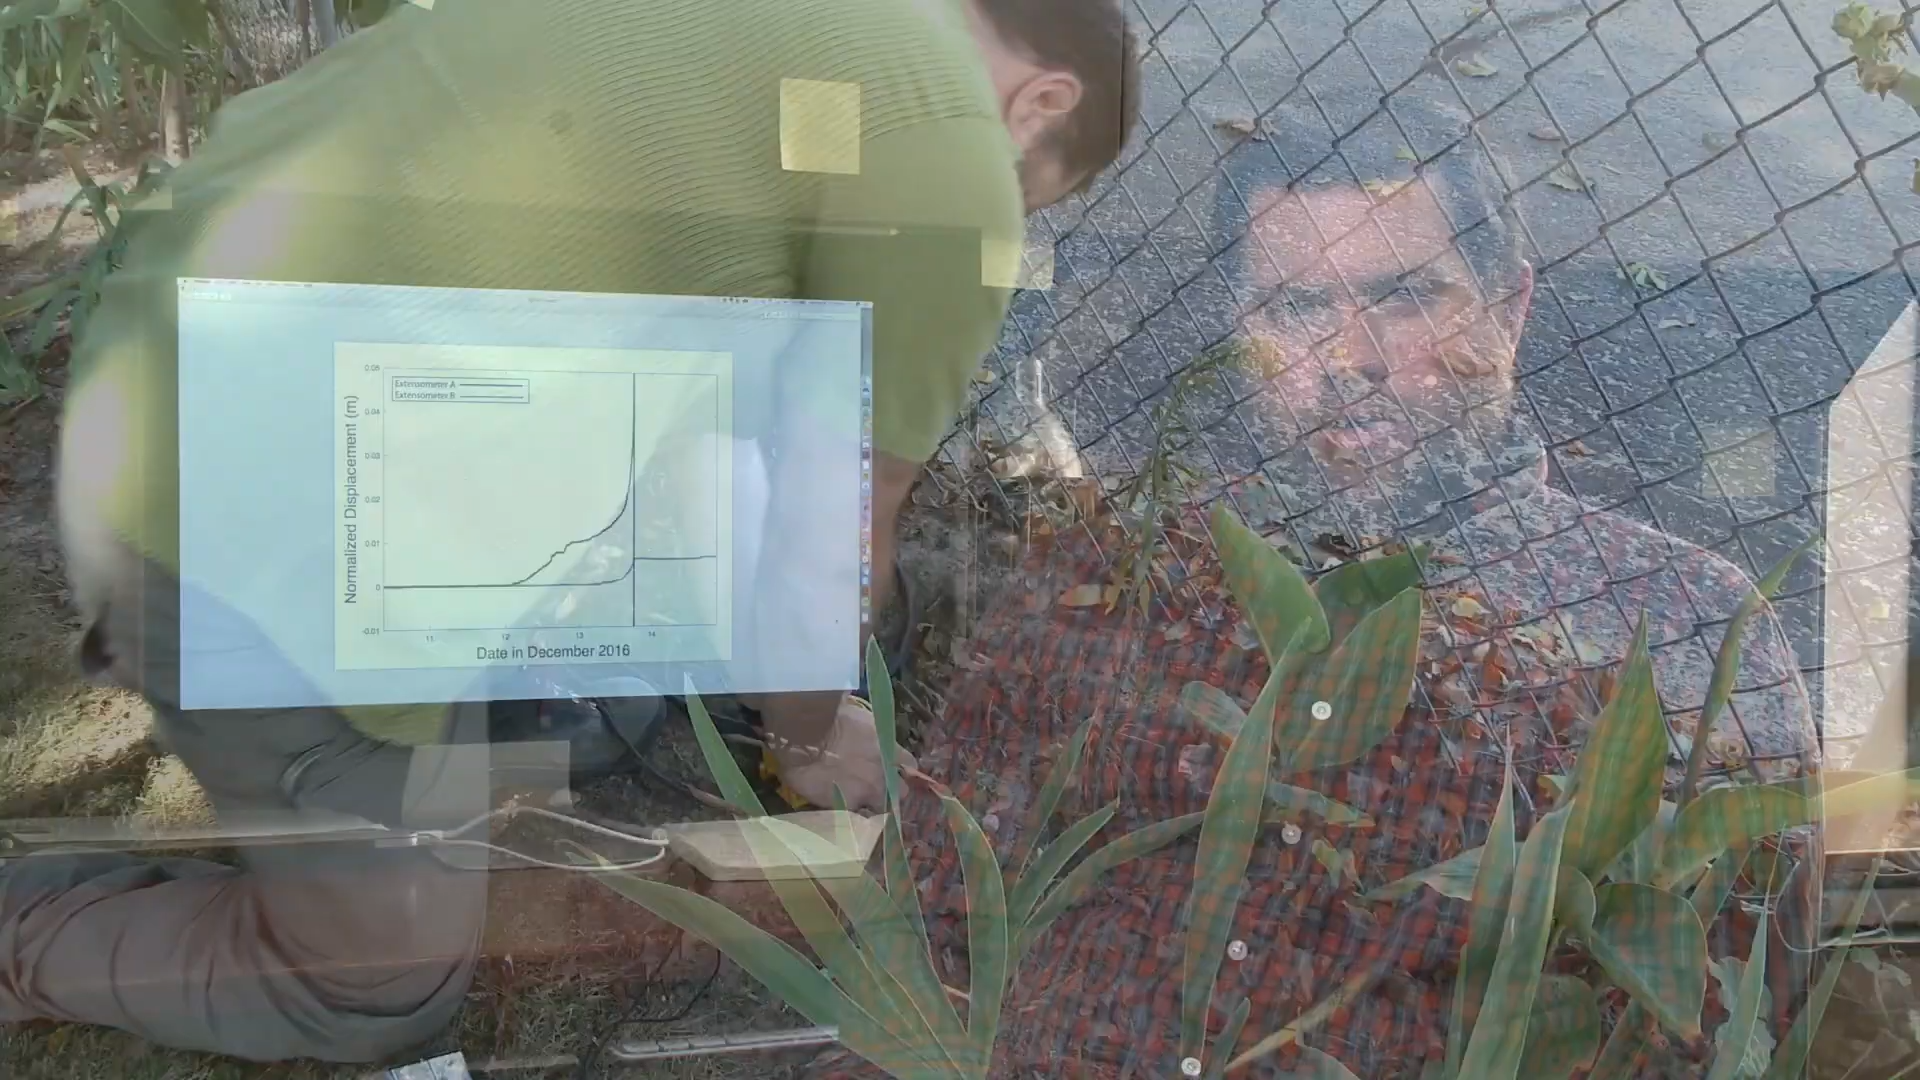 Extensometer A
Extensometer B
Normalized Displacement (m)
0.05
0.04
0.03
0.02
0.01
0
-0.01
11
12
13
14
Date in December 2016